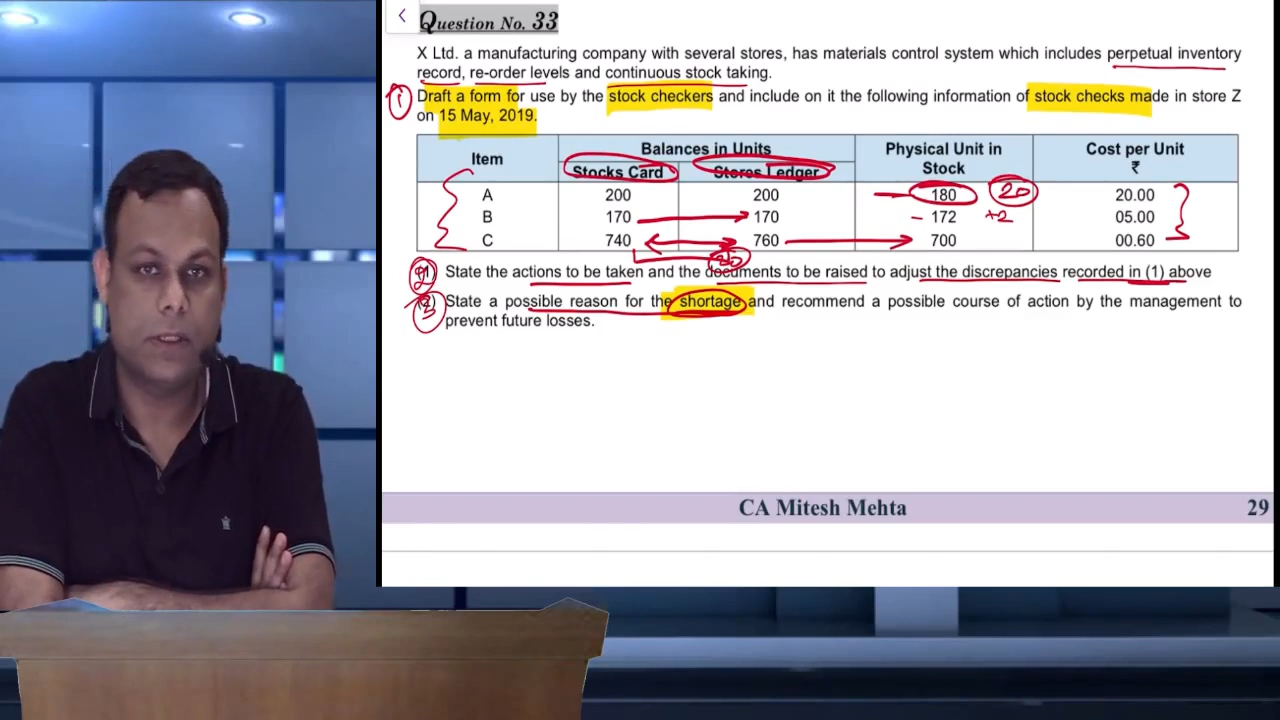 Question No. 33
X Ltd. a manufacturing company with several stores, has materials control system which includes perpetual inventory
record, re-order levels and continuous stock taking.
1 Draft a form for use by the stock checkers and include on it the following information of stock checks made in store Z
on 15 May, 2019.
Item Balances in Units Physical Unit in Stock Cost per Unit ₹
Stocks Card Stores Ledger
A 200 200 180 20 20.00
B 170 170 172 +2 05.00
C 740 760 700 00.60
20
State the actions to be taken and the documents to be raised to adjust the discrepancies recorded in (1) above
3 State a possible reason for the shortage and recommend a possible course of action by the management to
prevent future losses.
CA Mitesh Mehta 29